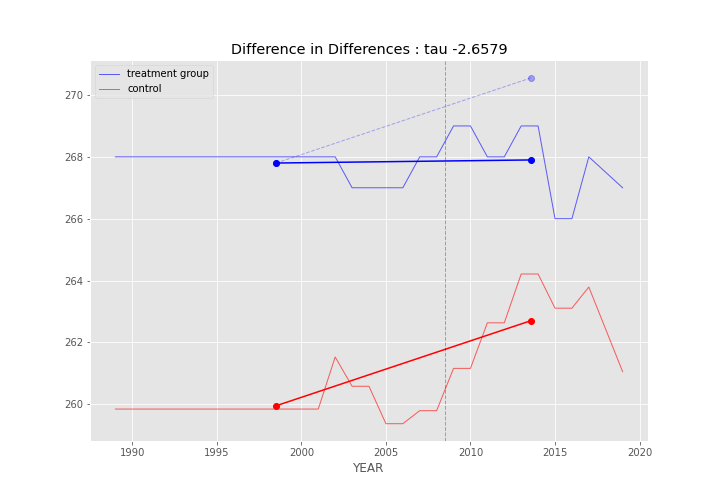 Difference in Differences : tau -2.6579
treatment group
control
270
268
266
264
262
260
1990 1995 2000 2005 2010 2015 2020
YEAR